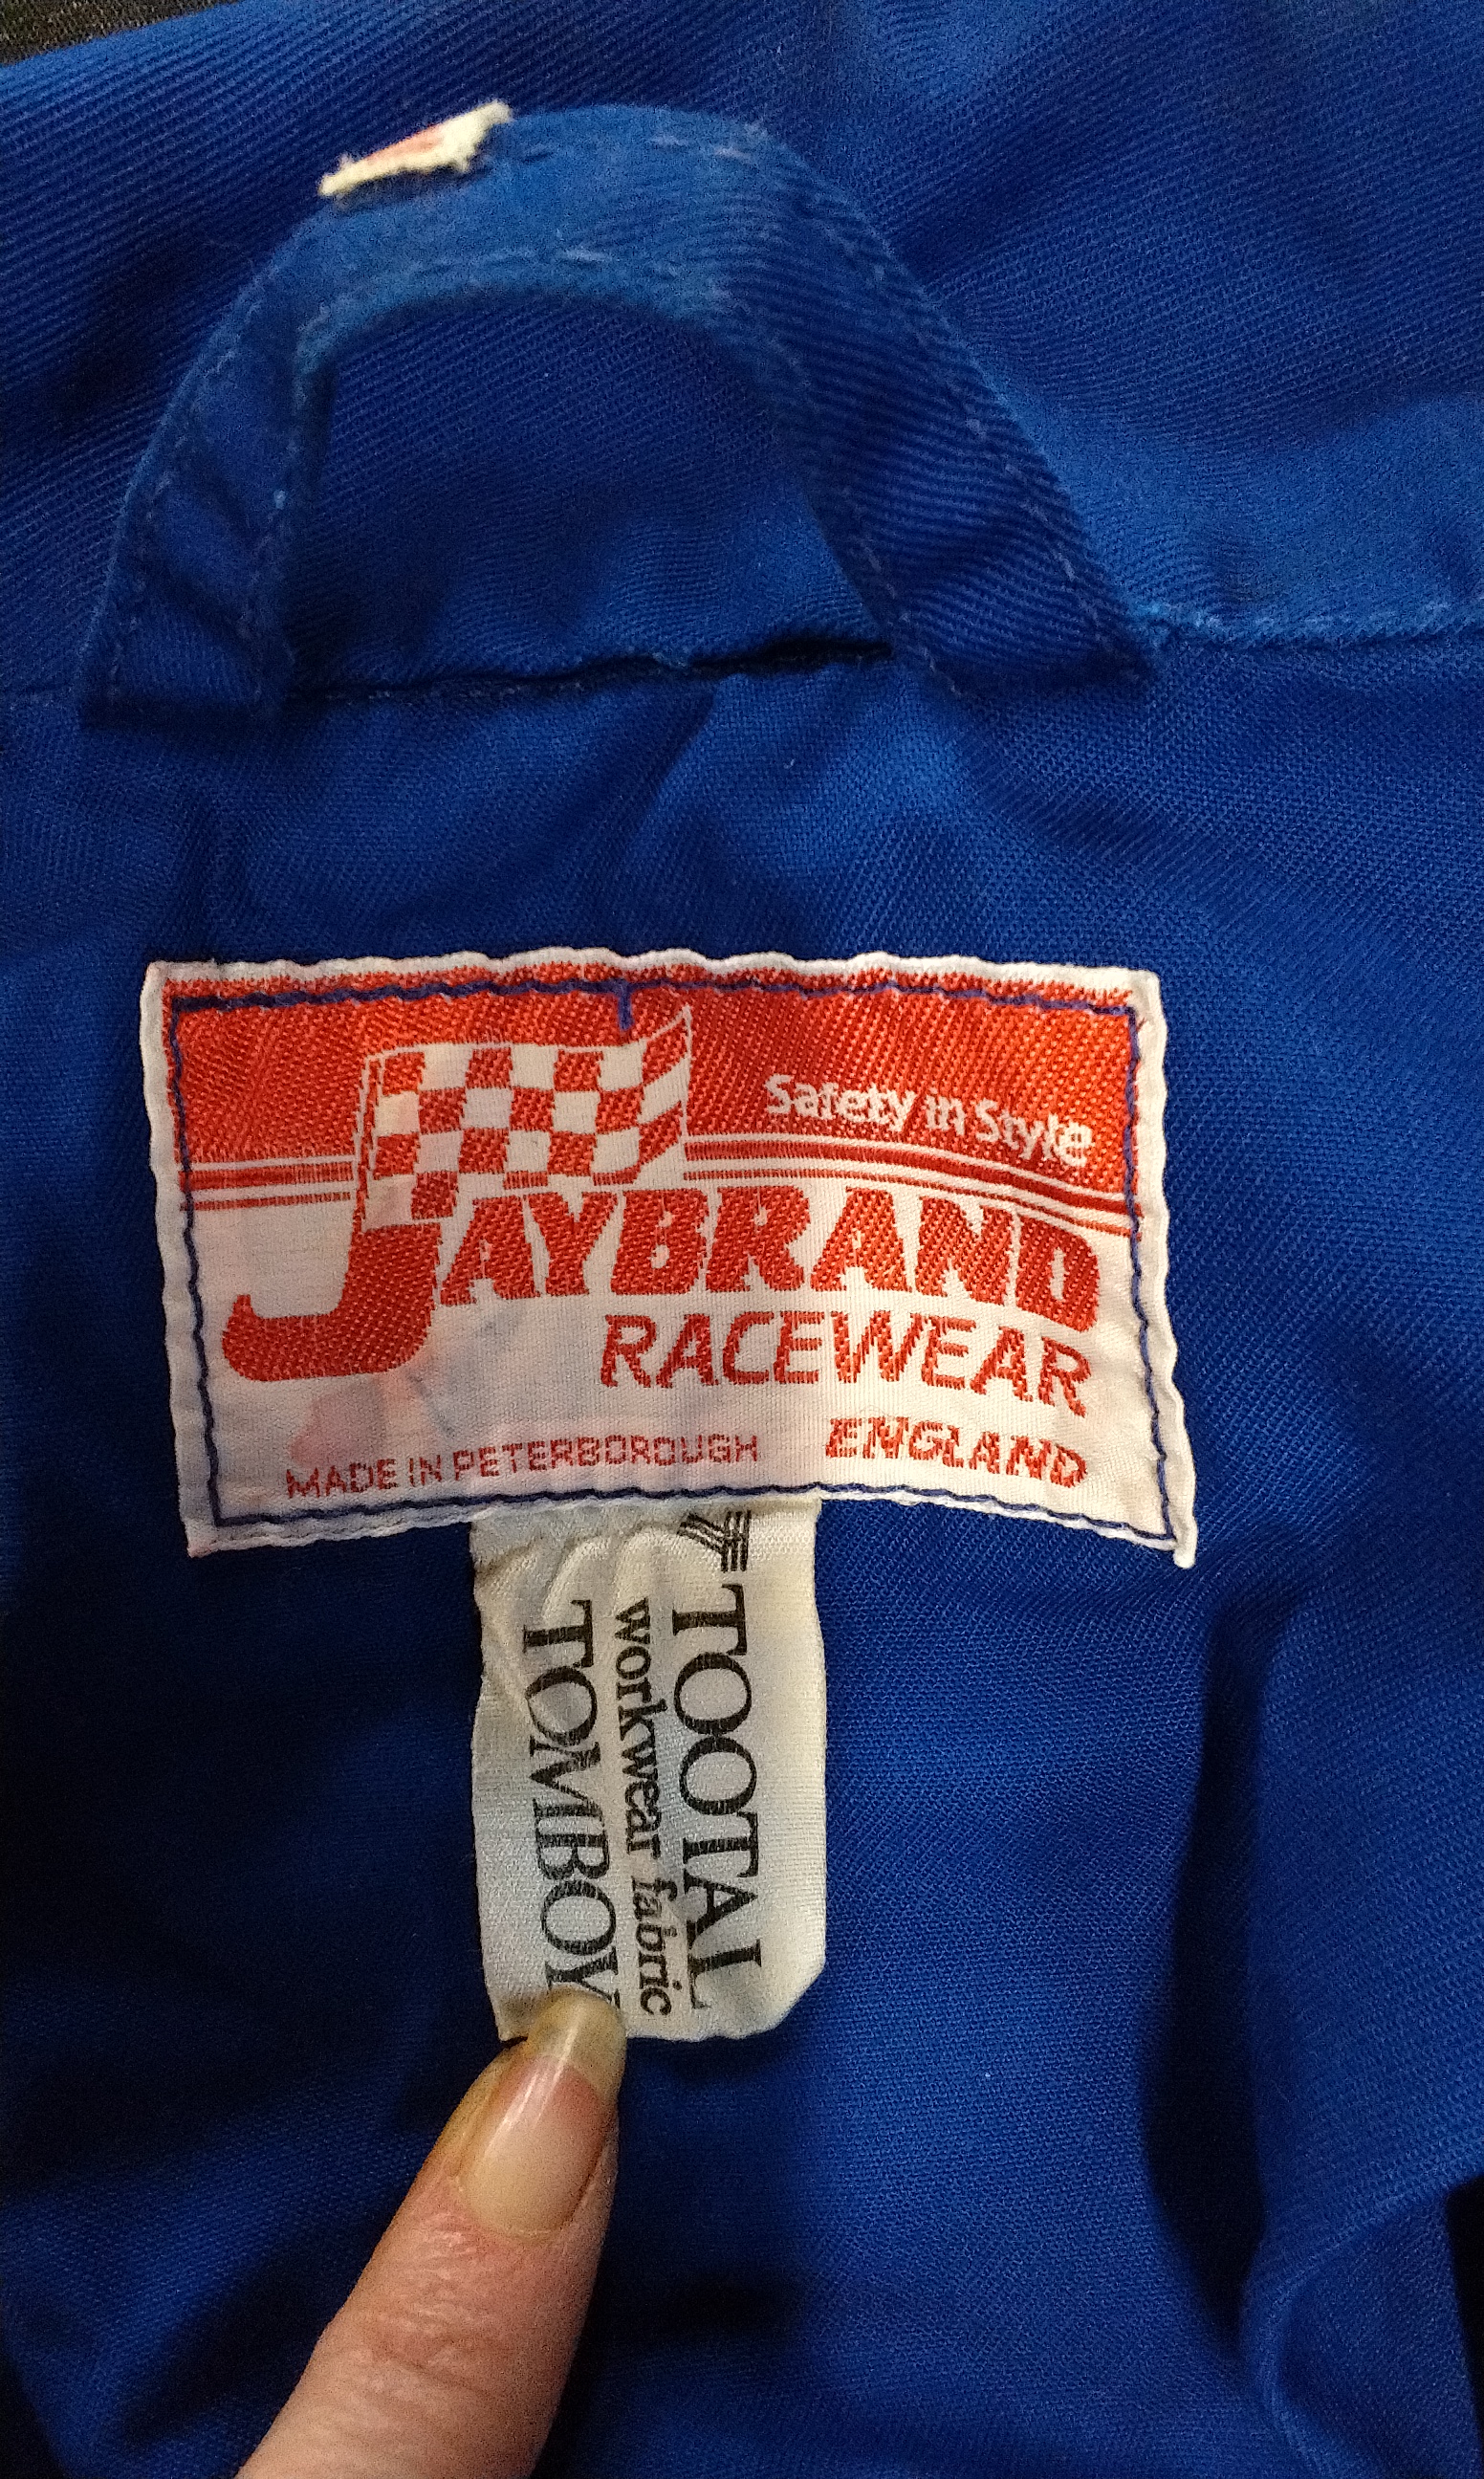 Safety in Style
JAYBRAND
RACEWEAR
MADE IN PETERBOROUGH ENGLAND
TOOTAL
workwear fabric
TOMBOY